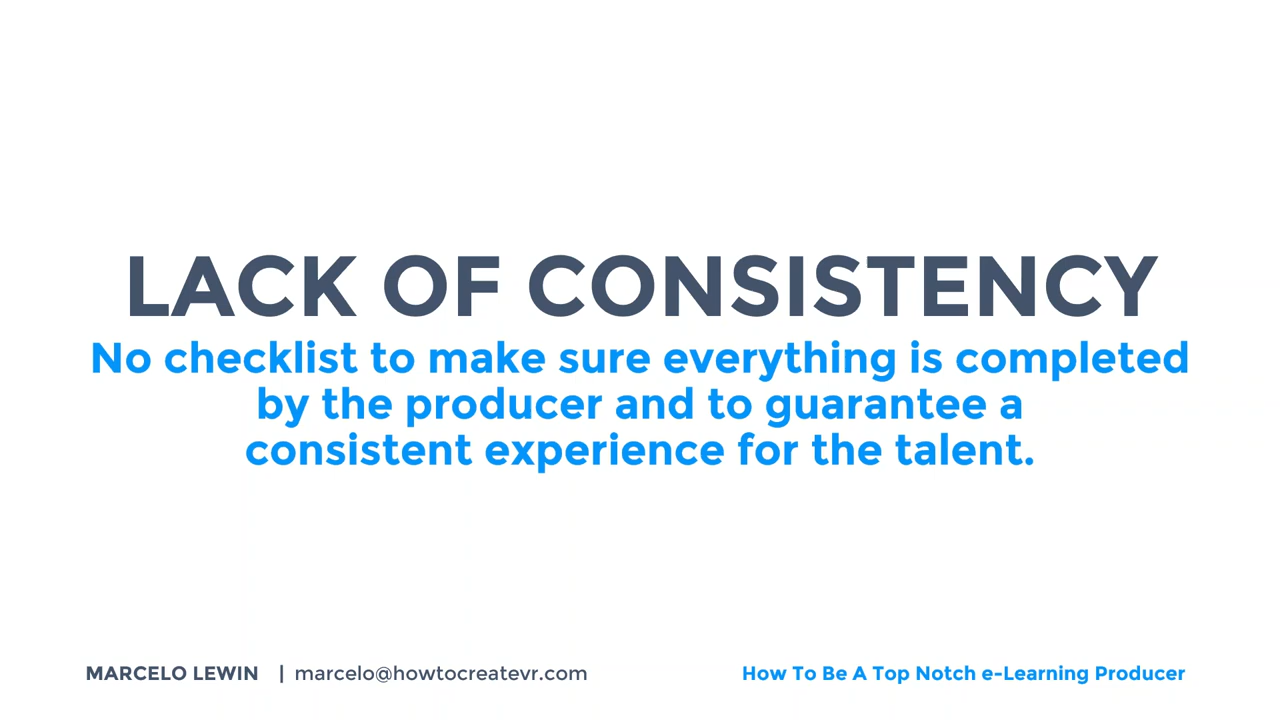 LACK OF CONSISTENCY
No checklist to make sure everything is completed
by the producer and to guarantee a
consistent experience for the talent.
MARCELO LEWIN | marcelo@howtocreatevr.com
How To Be A Top Notch e-Learning Producer